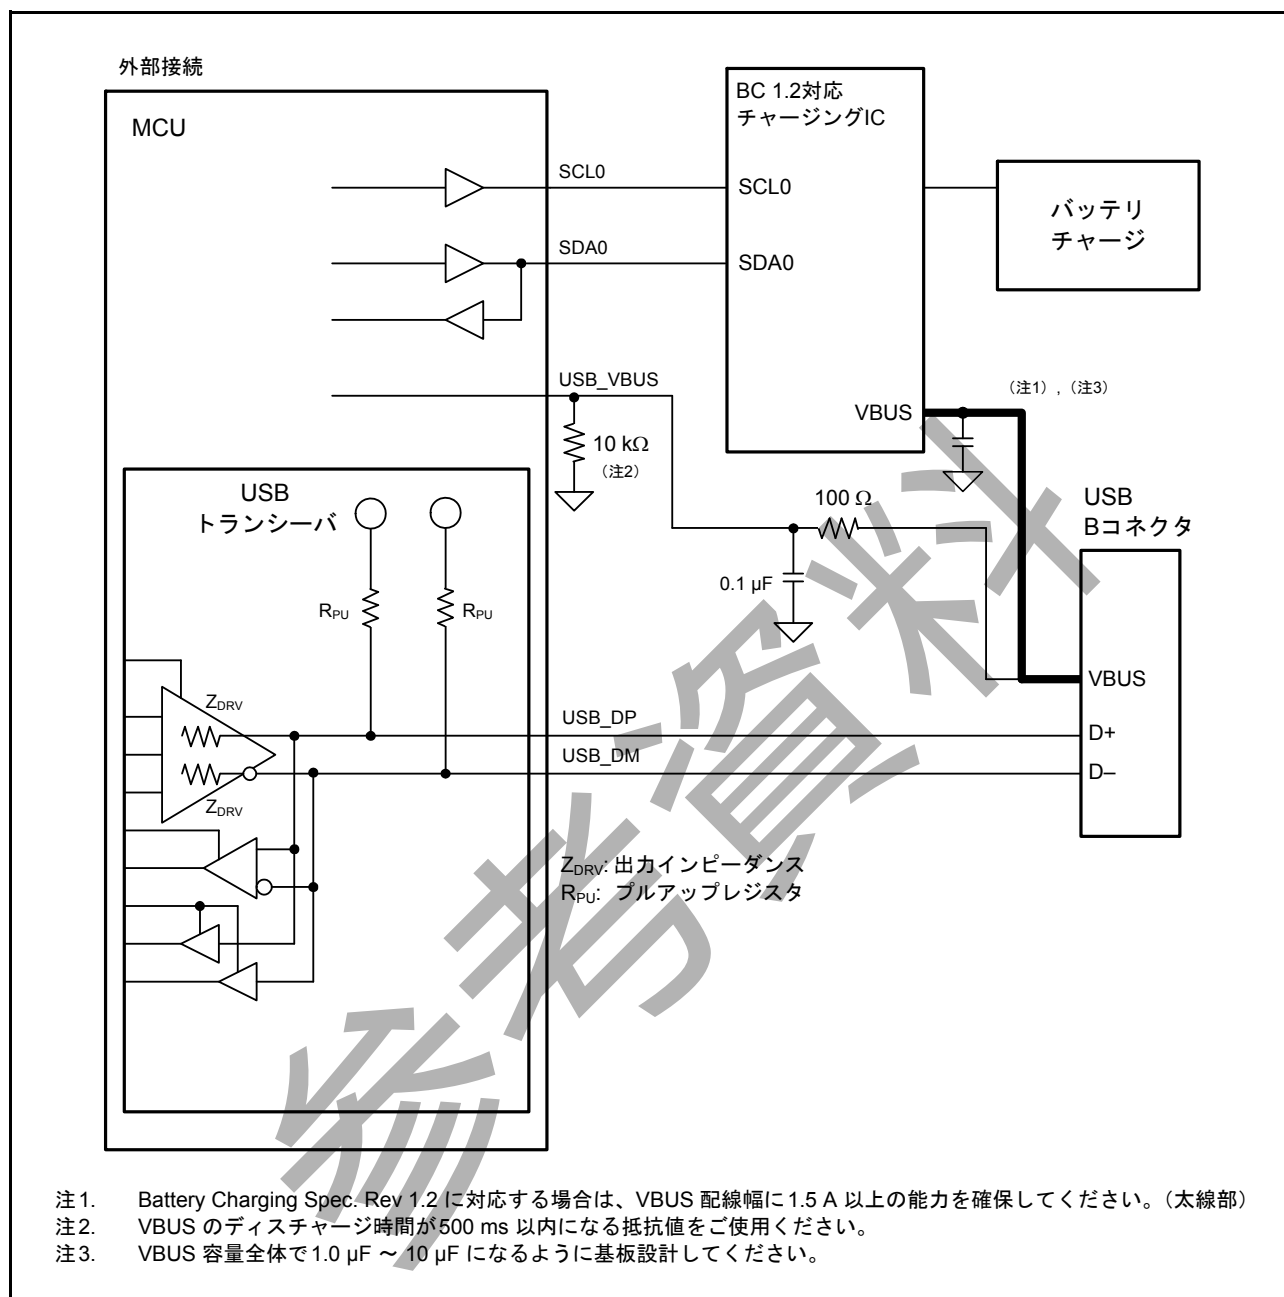 外部接続
MCU
BC 1.2対応
チャージングIC
SCL0
SCL0
バッテリ
チャージ
SDA0
SDA0
USB_VBUS
(注1) , (注3)
VBUS
10 kΩ
(注2)
USB
トランシーバ
100 Ω
USB
Bコネクタ
0.1 µF
RPU
RPU
VBUS
ZDRV
USB_DP
D+
USB_DM
D–
ZDRV
ZDRV: 出力インピーダンス
RPU: プルアップレジスタ
参考資料
注1. Battery Charging Spec. Rev 1.2 に対応する場合は、VBUS 配線幅に1.5 A 以上の能力を確保してください。(太線部)
注2. VBUS のディスチャージ時間が500 ms 以内になる抵抗値をご使用ください。
注3. VBUS 容量全体で1.0 µF ～ 10 µF になるように基板設計してください。